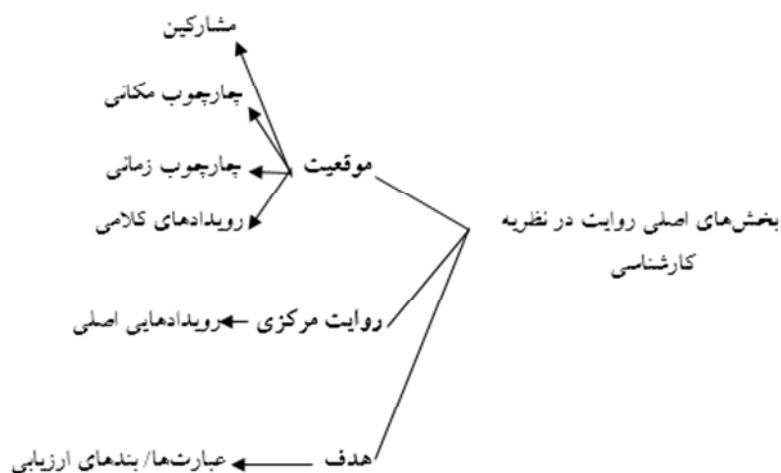 مشارکین
چارچوب مکانی
موقعیت
چارچوب زمانی
رویدادهای کلامی
بخش‌های اصلی روایت در نظریه
کارشناسی
روایت مرکزی
رویدادهایی اصلی
هدف
عبارت‌ها/ بندهای ارزیابی